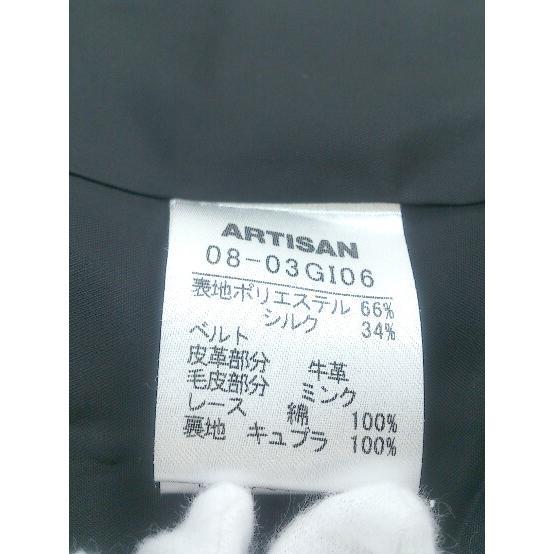 ARTISAN
08-03GI06
表地ポリエステル 66%
シルク 34%
ベルト
皮革部分 牛革
毛皮部分 ミンク
レース 綿 100%
裏地 キュプラ 100%